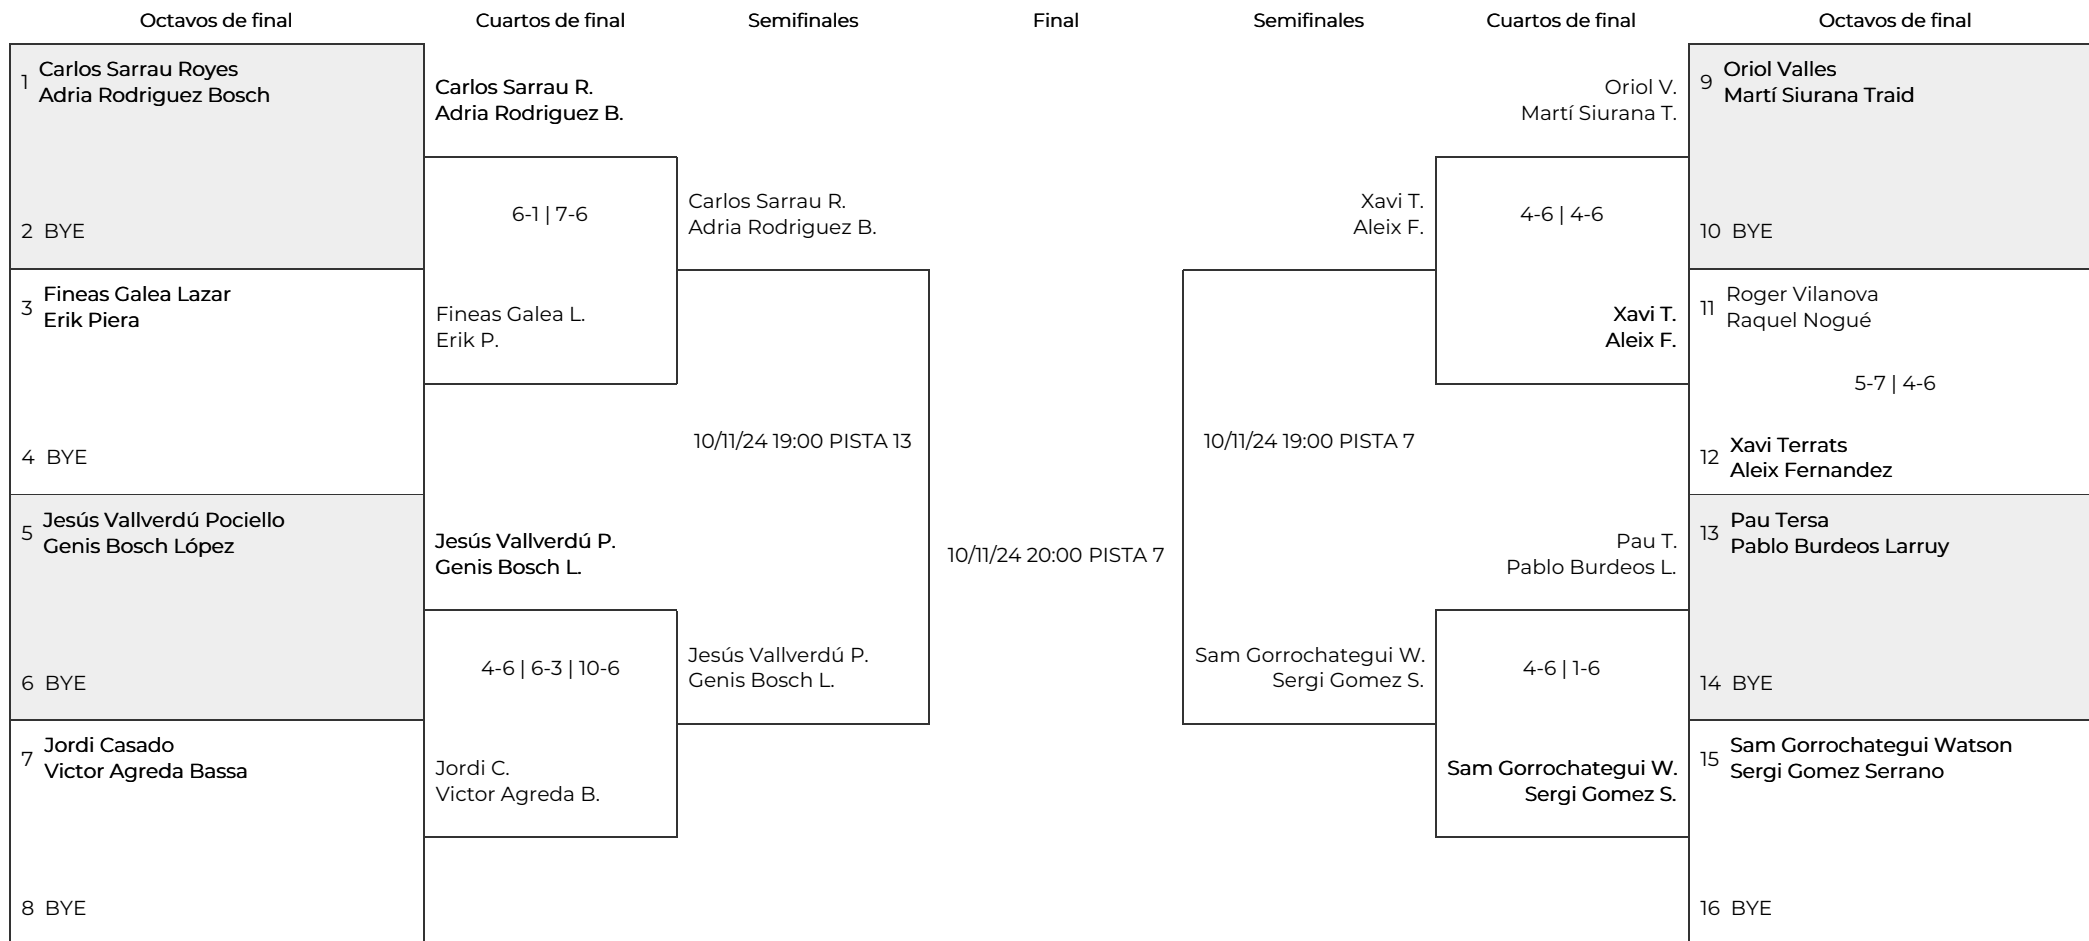 Octavos de final
Cuartos de final
Semifinales
Final
Semifinales
Cuartos de final
Octavos de final
1 Carlos Sarrau Royes
Adria Rodriguez Bosch
2 BYE
3 Fineas Galea Lazar
Erik Piera
4 BYE
5 Jesús Vallverdú Pociello
Genis Bosch López
6 BYE
7 Jordi Casado
Victor Agreda Bassa
8 BYE
Carlos Sarrau R.
Adria Rodriguez B.
6-1 | 7-6
Fineas Galea L.
Erik P.
Jesús Vallverdú P.
Genis Bosch L.
4-6 | 6-3 | 10-6
Jordi C.
Victor Agreda B.
Carlos Sarrau R.
Adria Rodriguez B.
10/11/24 19:00 PISTA 13
Jesús Vallverdú P.
Genis Bosch L.
10/11/24 20:00 PISTA 7
Xavi T.
Aleix F.
10/11/24 19:00 PISTA 7
Sam Gorrochategui W.
Sergi Gomez S.
Oriol V.
Martí Siurana T.
4-6 | 4-6
Xavi T.
Aleix F.
Pau T.
Pablo Burdeos L.
4-6 | 1-6
Sam Gorrochategui W.
Sergi Gomez S.
9 Oriol Valles
Martí Siurana Traid
10 BYE
11 Roger Vilanova
Raquel Nogué
5-7 | 4-6
12 Xavi Terrats
Aleix Fernandez
13 Pau Tersa
Pablo Burdeos Larruy
14 BYE
15 Sam Gorrochategui Watson
Sergi Gomez Serrano
16 BYE